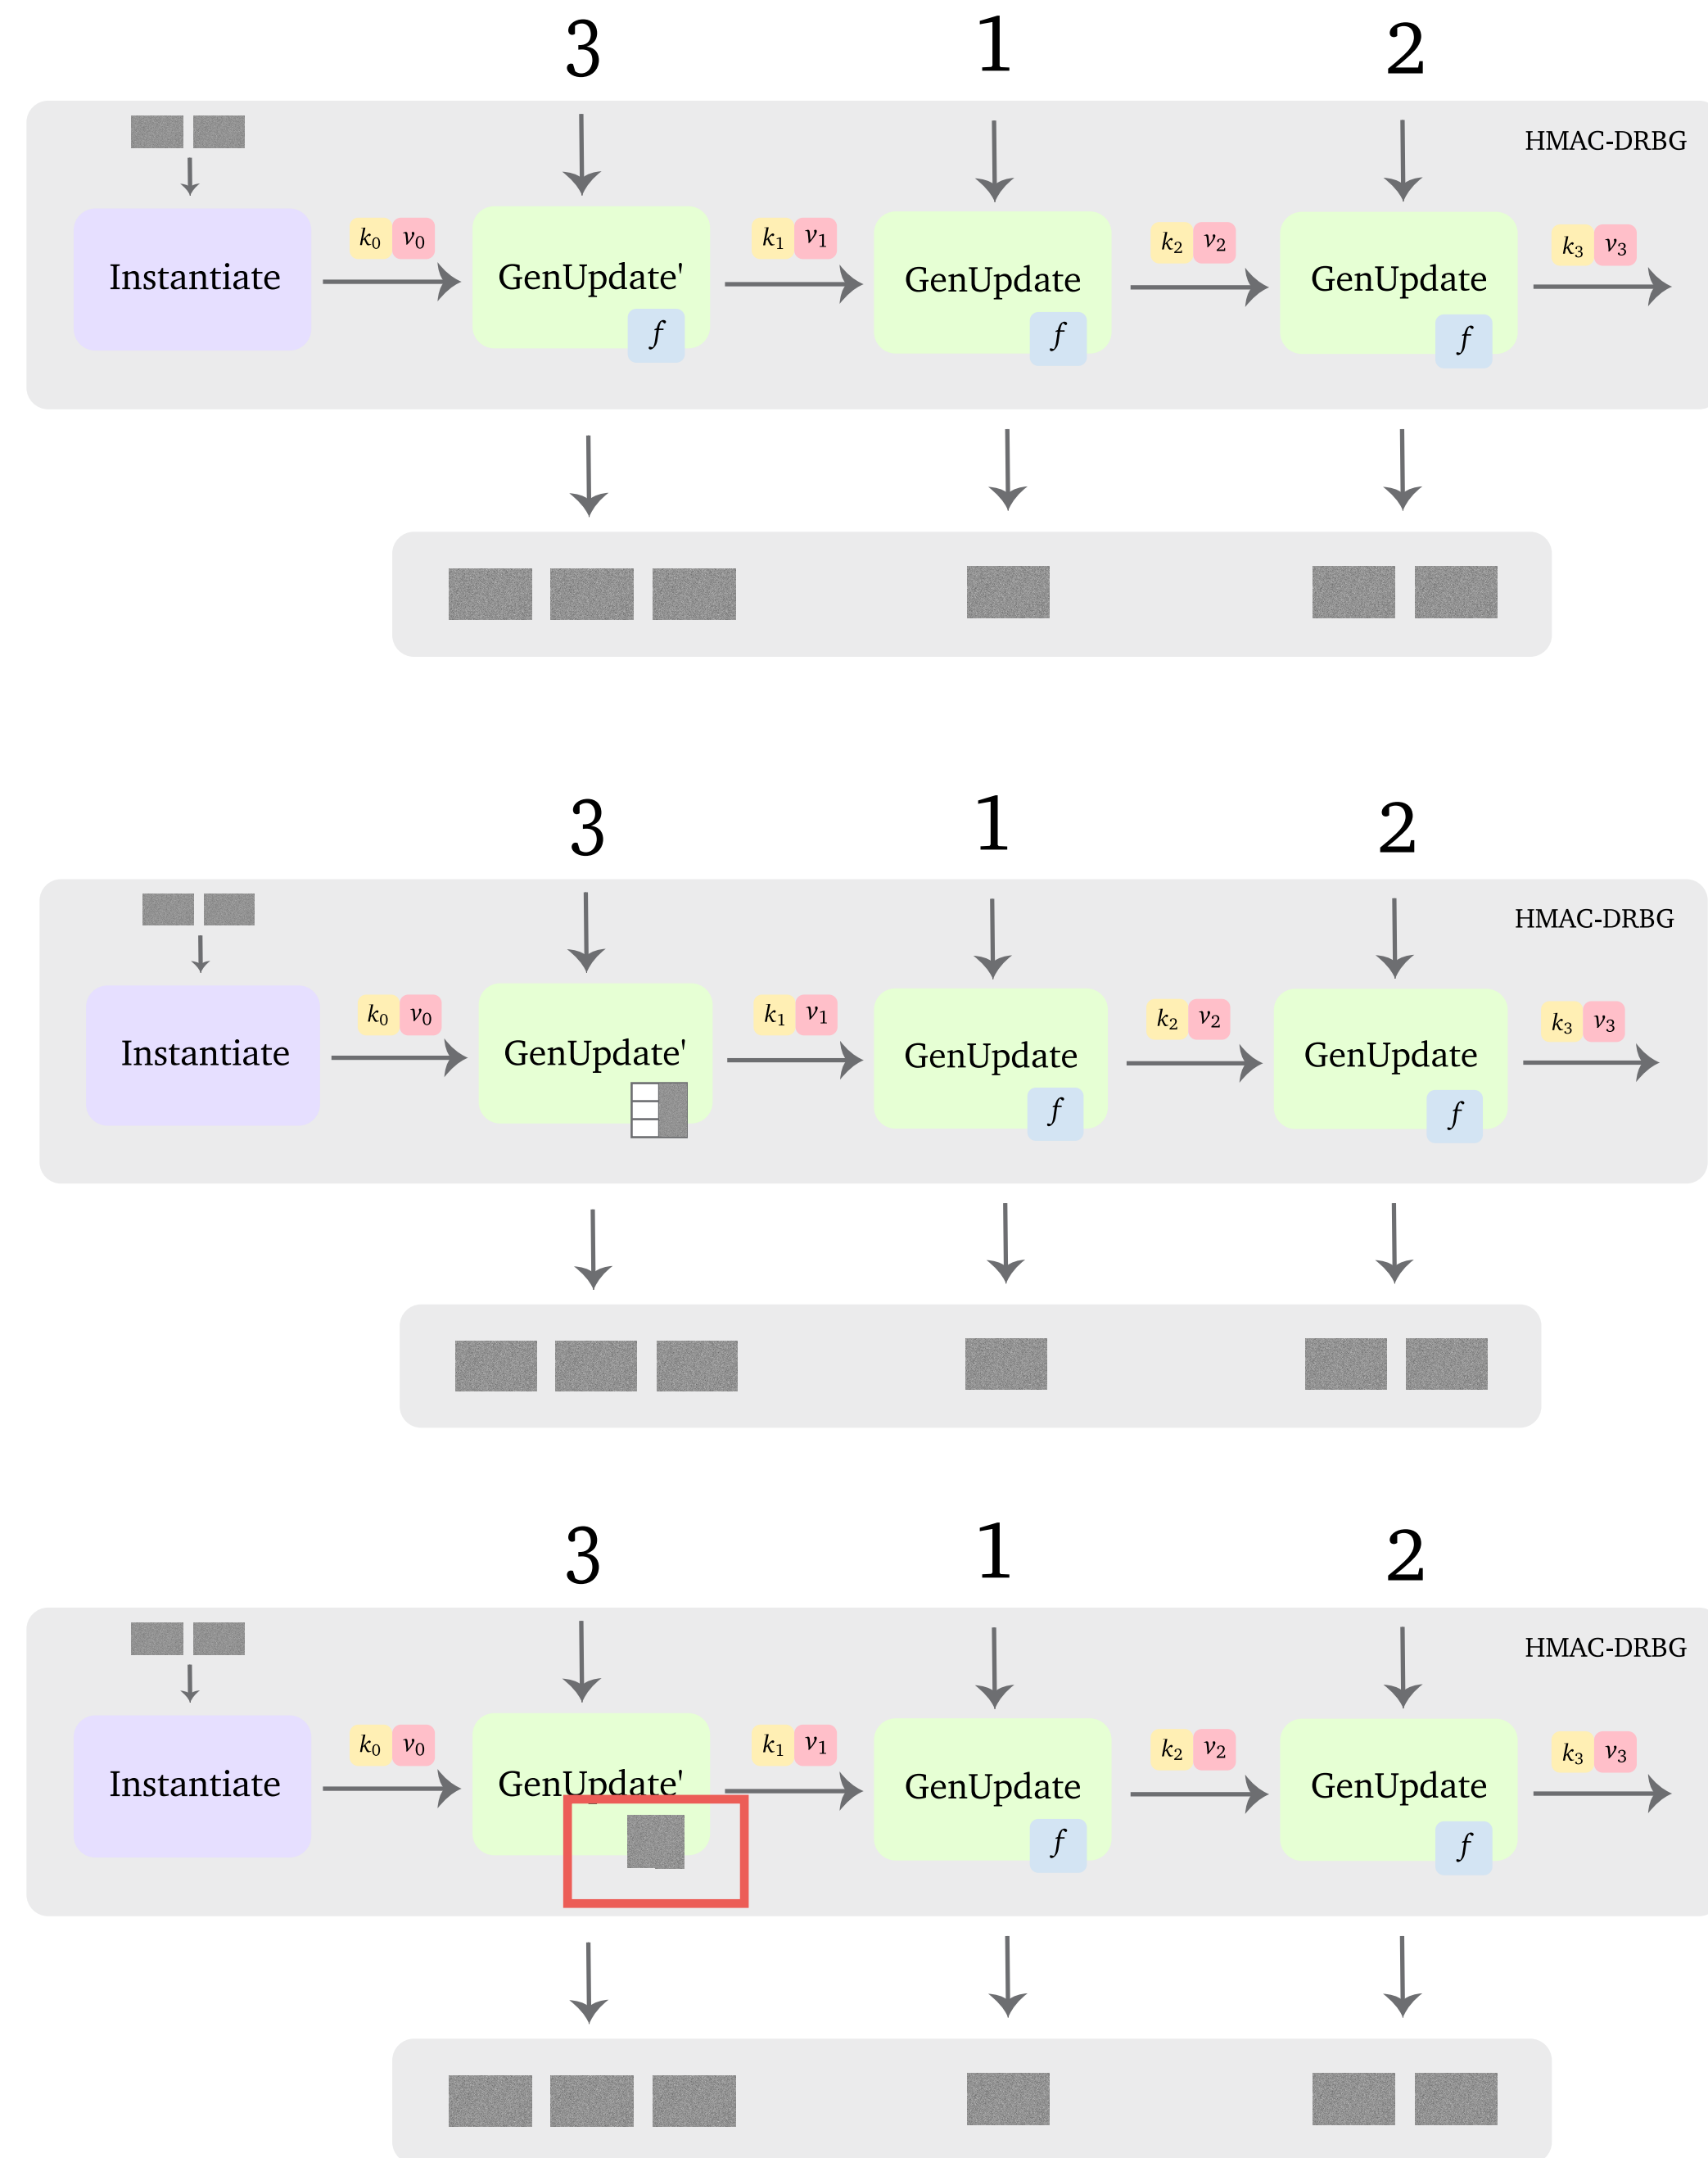 3 1 2
HMAC-DRBG
k₀ v₀ k₁ v₁ k₂ v₂ k₃ v₃
Instantiate GenUpdate' GenUpdate GenUpdate
f f f
3 1 2
HMAC-DRBG
k₀ v₀ k₁ v₁ k₂ v₂ k₃ v₃
Instantiate GenUpdate' GenUpdate GenUpdate
f f
3 1 2
HMAC-DRBG
k₀ v₀ k₁ v₁ k₂ v₂ k₃ v₃
Instantiate GenUpdate' GenUpdate GenUpdate
f f